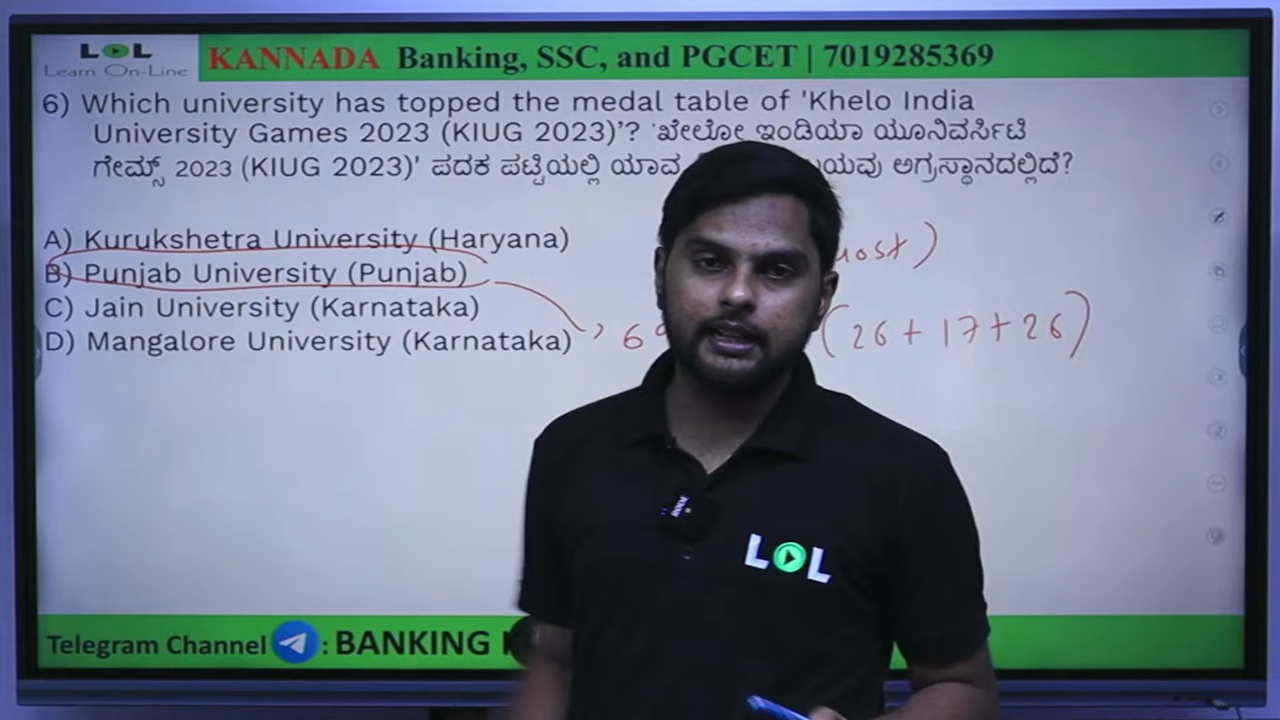 LOL
Learn On-Line
KANNADA Banking, SSC, and PGCET | 7019285369
6) Which university has topped the medal table of 'Khelo India
University Games 2023 (KIUG 2023)'? 'ಖೇಲೋ ಇಂಡಿಯಾ ಯೂನಿವರ್ಸಿಟಿ
ಗೇಮ್ಸ್ 2023 (KIUG 2023)' ಪದಕ ಪಟ್ಟಿಯಲ್ಲಿ ಯಾವ ಅಗ್ರಸ್ಥಾನದಲ್ಲಿದೆ?
A) Kurukshetra University (Haryana)
B) Punjab University (Punjab)
C) Jain University (Karnataka)
D) Mangalore University (Karnataka)
(26 + 17 + 26)
LOL
Telegram Channel : BANKING